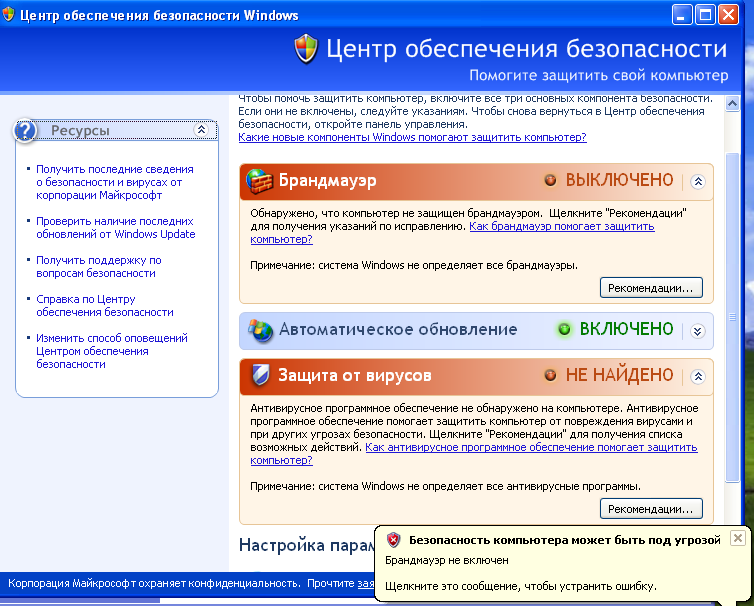 Центр обеспечения безопасности Windows
Центр обеспечения безопасности
Помогите защитить свой компьютер
Ресурсы
Получить последние сведения
о безопасности и вирусах от
корпорации Майкрософт
Проверить наличие последних
обновлений от Windows Update
Получить поддержку по
вопросам безопасности
Справка по Центру
обеспечения безопасности
Изменить способ оповещений
Центром обеспечения
безопасности
Чтобы помочь защитить компьютер, включите все три основных компонента безопасности.
Если они не включены, следуйте указаниям. Чтобы снова вернуться в Центр обеспечения
безопасности, откройте панель управления.
Какие новые компоненты Windows помогают защитить компьютер?
Брандмауэр ВЫКЛЮЧЕНО
Обнаружено, что компьютер не защищен брандмауэром. Щелкните "Рекомендации"
для получения указаний по исправлению. Как брандмауэр помогает защитить
компьютер?
Примечание: система Windows не определяет все брандмауэры.
Рекомендации...
Автоматическое обновление ВКЛЮЧЕНО
Защита от вирусов НЕ НАЙДЕНО
Антивирусное программное обеспечение не обнаружено на компьютере. Антивирусное
программное обеспечение помогает защитить компьютер от повреждения вирусами и
при других угрозах безопасности. Щелкните "Рекомендации" для получения списка
возможных действий. Как антивирусное программное обеспечение помогает защитить
компьютер?
Примечание: система Windows не определяет все антивирусные программы.
Рекомендации...
Настройка парам
Безопасность компьютера может быть под угрозой
Брандмауэр не включен
Щелкните это сообщение, чтобы устранить ошибку.
Корпорация Майкрософт охраняет конфиденциальность. Прочтите зая